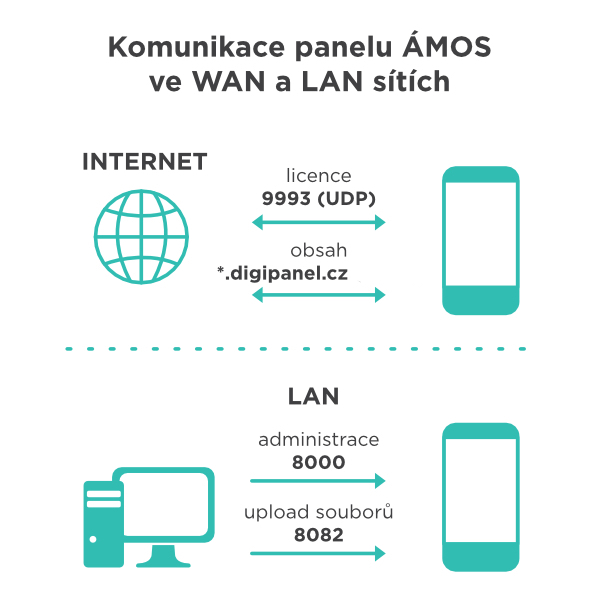 Komunikace panelu ÁMOS
ve WAN a LAN sítích
INTERNET
licence
9993 (UDP)
obsah
*.digipanel.cz
LAN
administrace
8000
upload souborů
8082